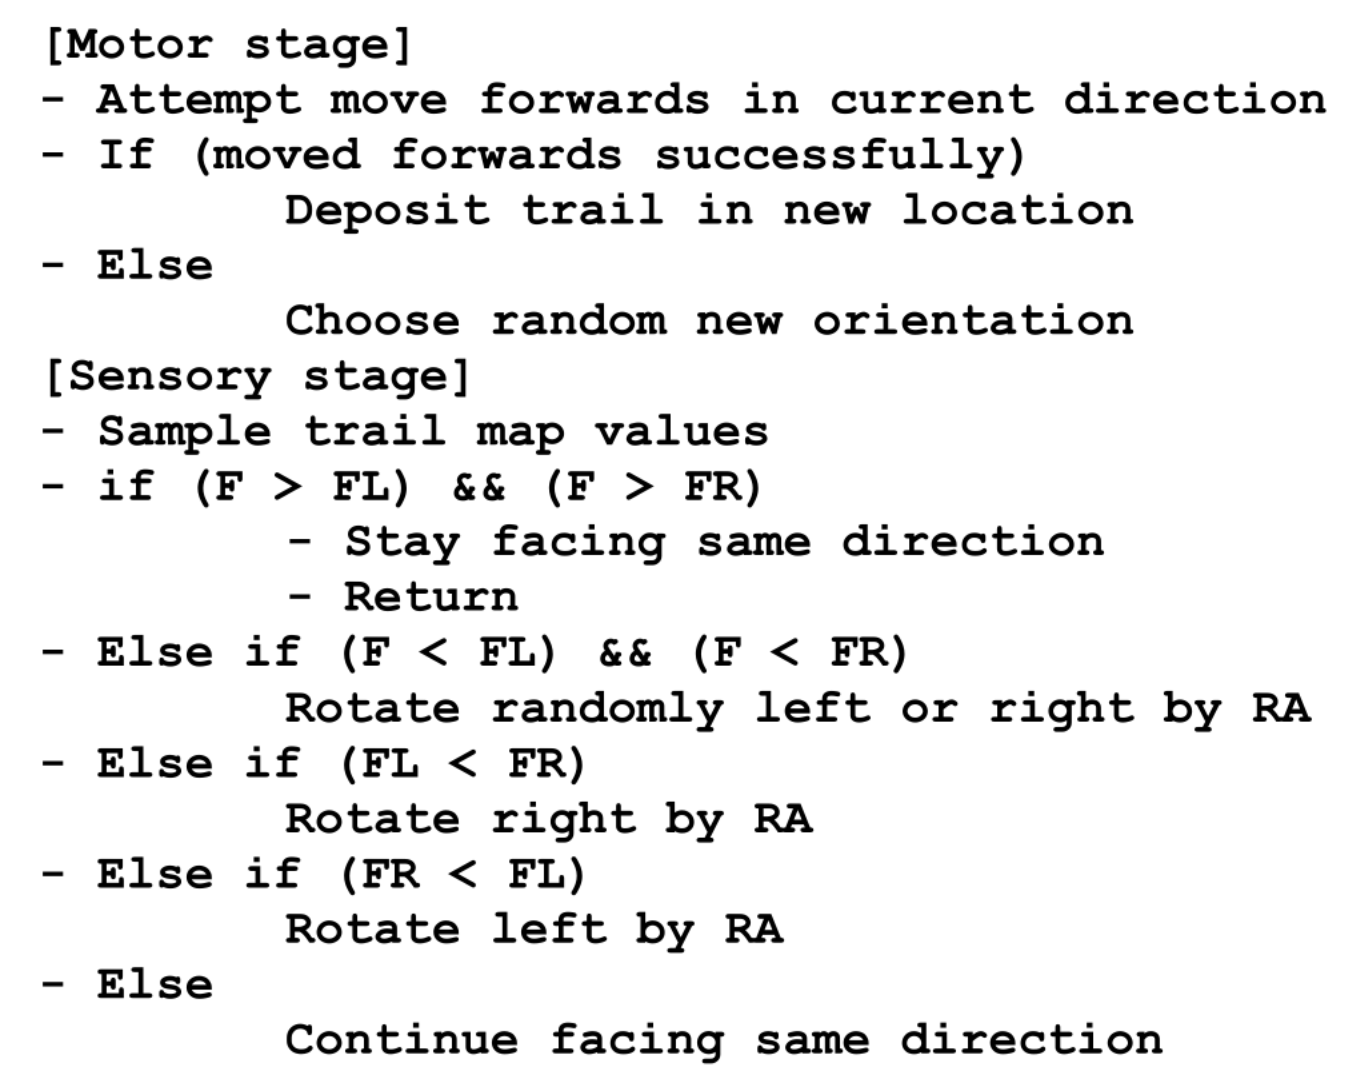 [Motor stage]
- Attempt move forwards in current direction
- If (moved forwards successfully)
Deposit trail in new location
- Else
Choose random new orientation
[Sensory stage]
- Sample trail map values
- if (F > FL) && (F > FR)
- Stay facing same direction
- Return
- Else if (F < FL) && (F < FR)
Rotate randomly left or right by RA
- Else if (FL < FR)
Rotate right by RA
- Else if (FR < FL)
Rotate left by RA
- Else
Continue facing same direction